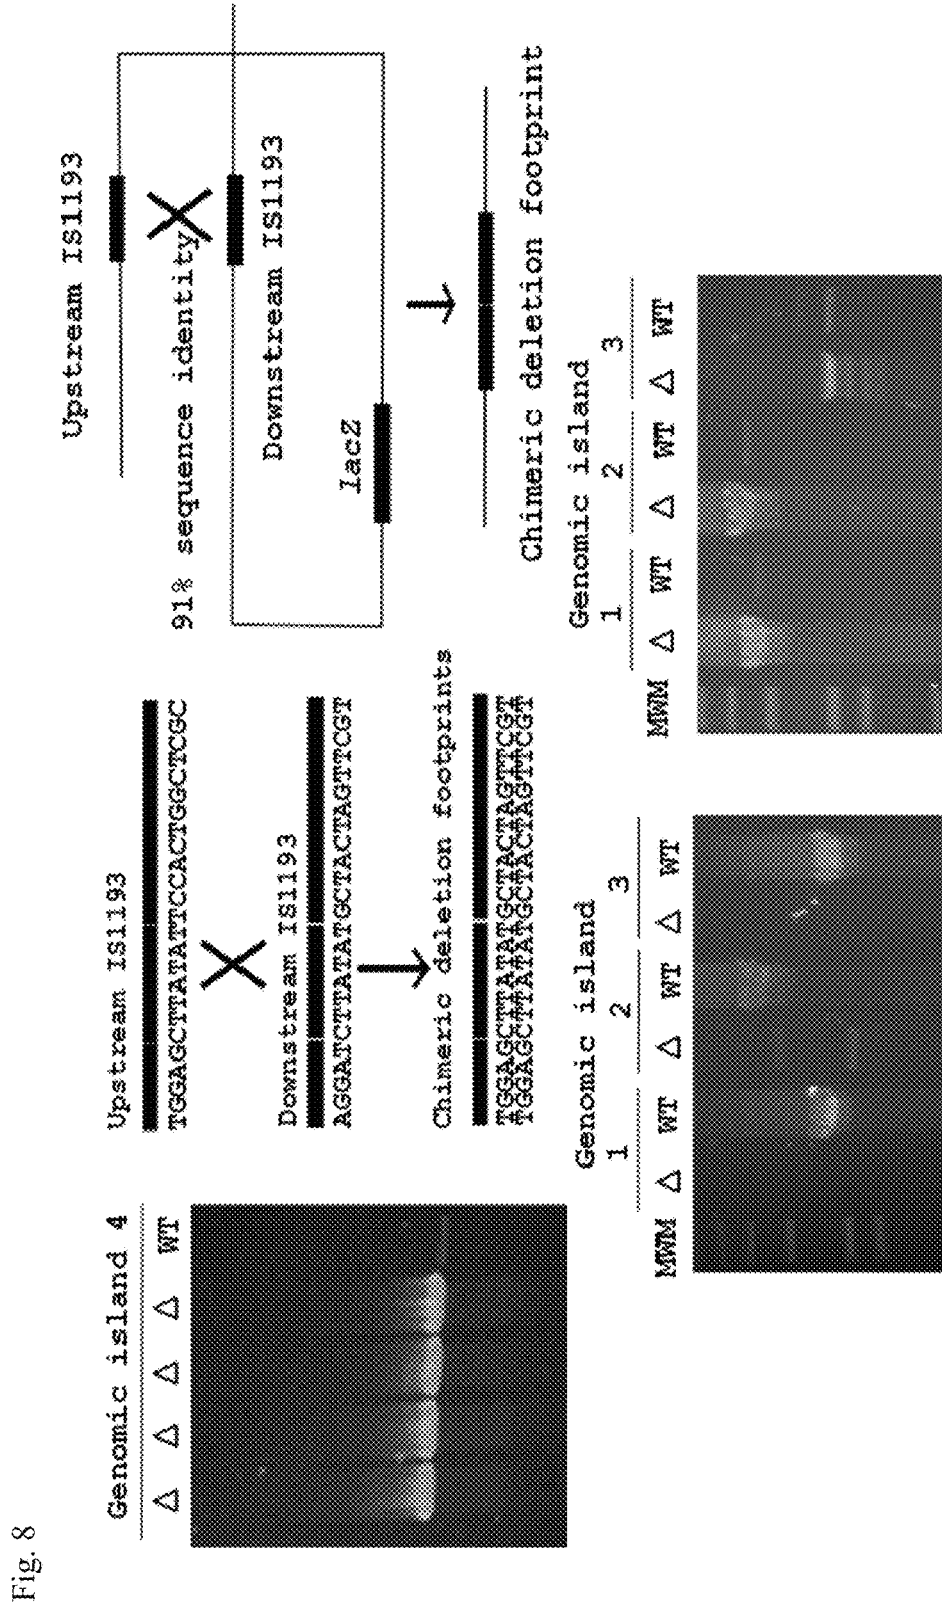 Fig. 8
Genomic island 4
Δ Δ Δ Δ WT
Upstream IS1193
TGGAGCTTATATTCCACTGGCTCGC
Downstream IS1193
AGGATCTTATATGCTACTAGTTCGT
Chimeric deletion footprints
TGGAGCTTATATGCTACTAGTTCGT
Upstream IS1193
91% sequence identity
Downstream IS1193
lacZ
Chimeric deletion footprint
Genomic island
1 2 3
MWM Δ WT Δ WT Δ WT
Genomic island
1 2 3
MWM Δ WT Δ WT Δ WT